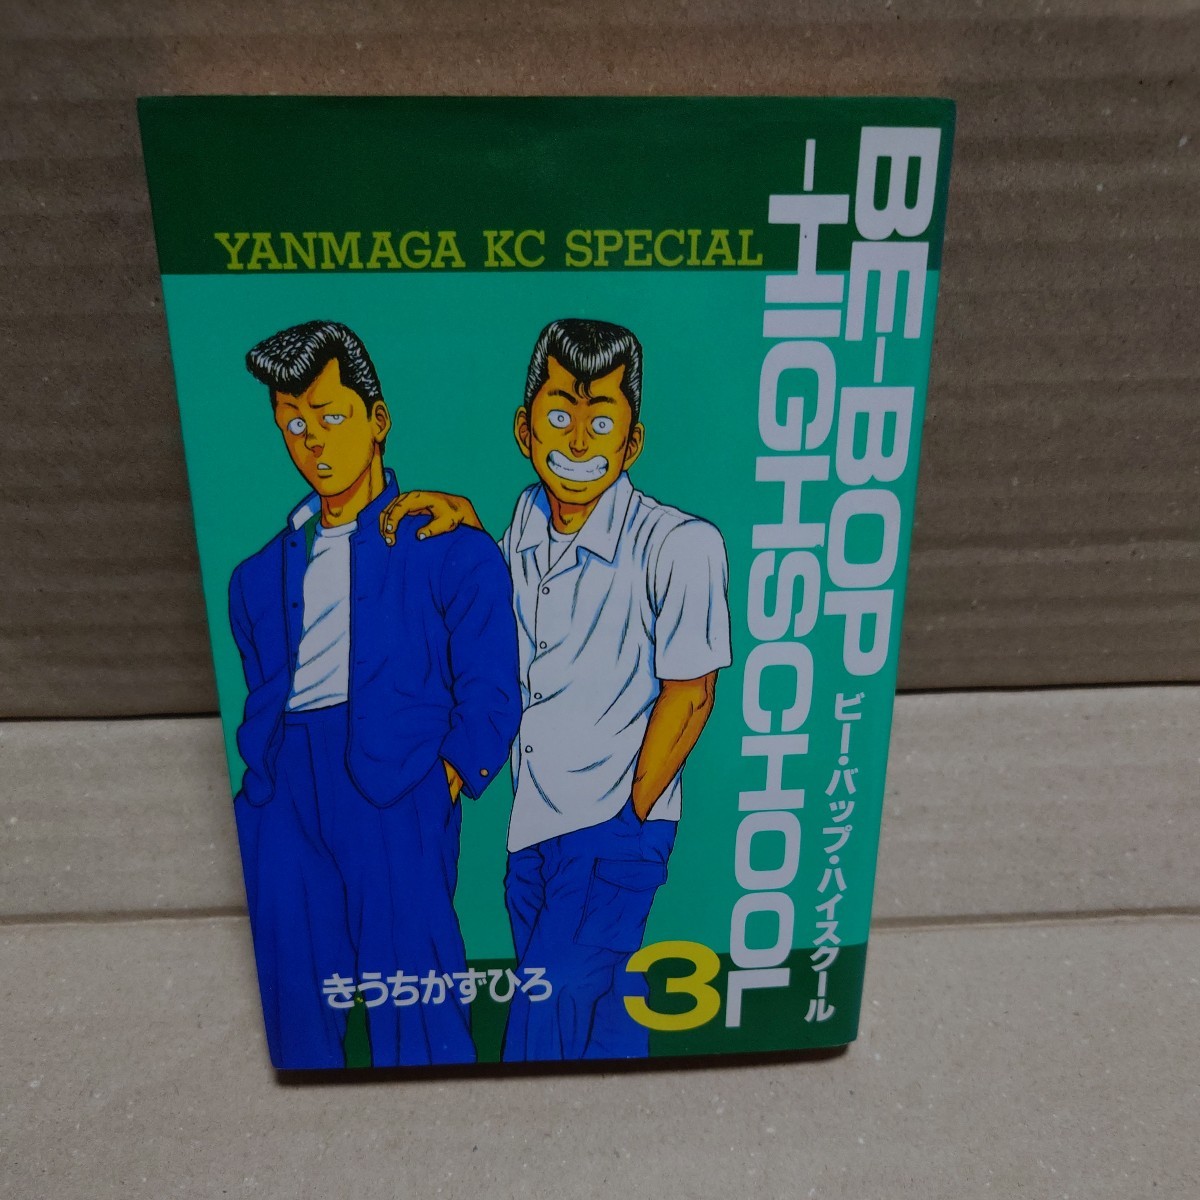 YANMAGA KC SPECIAL
BE-BOP
-HIGHSCHOOL
ビー・バップ・ハイスクール
きうちかずひろ
3